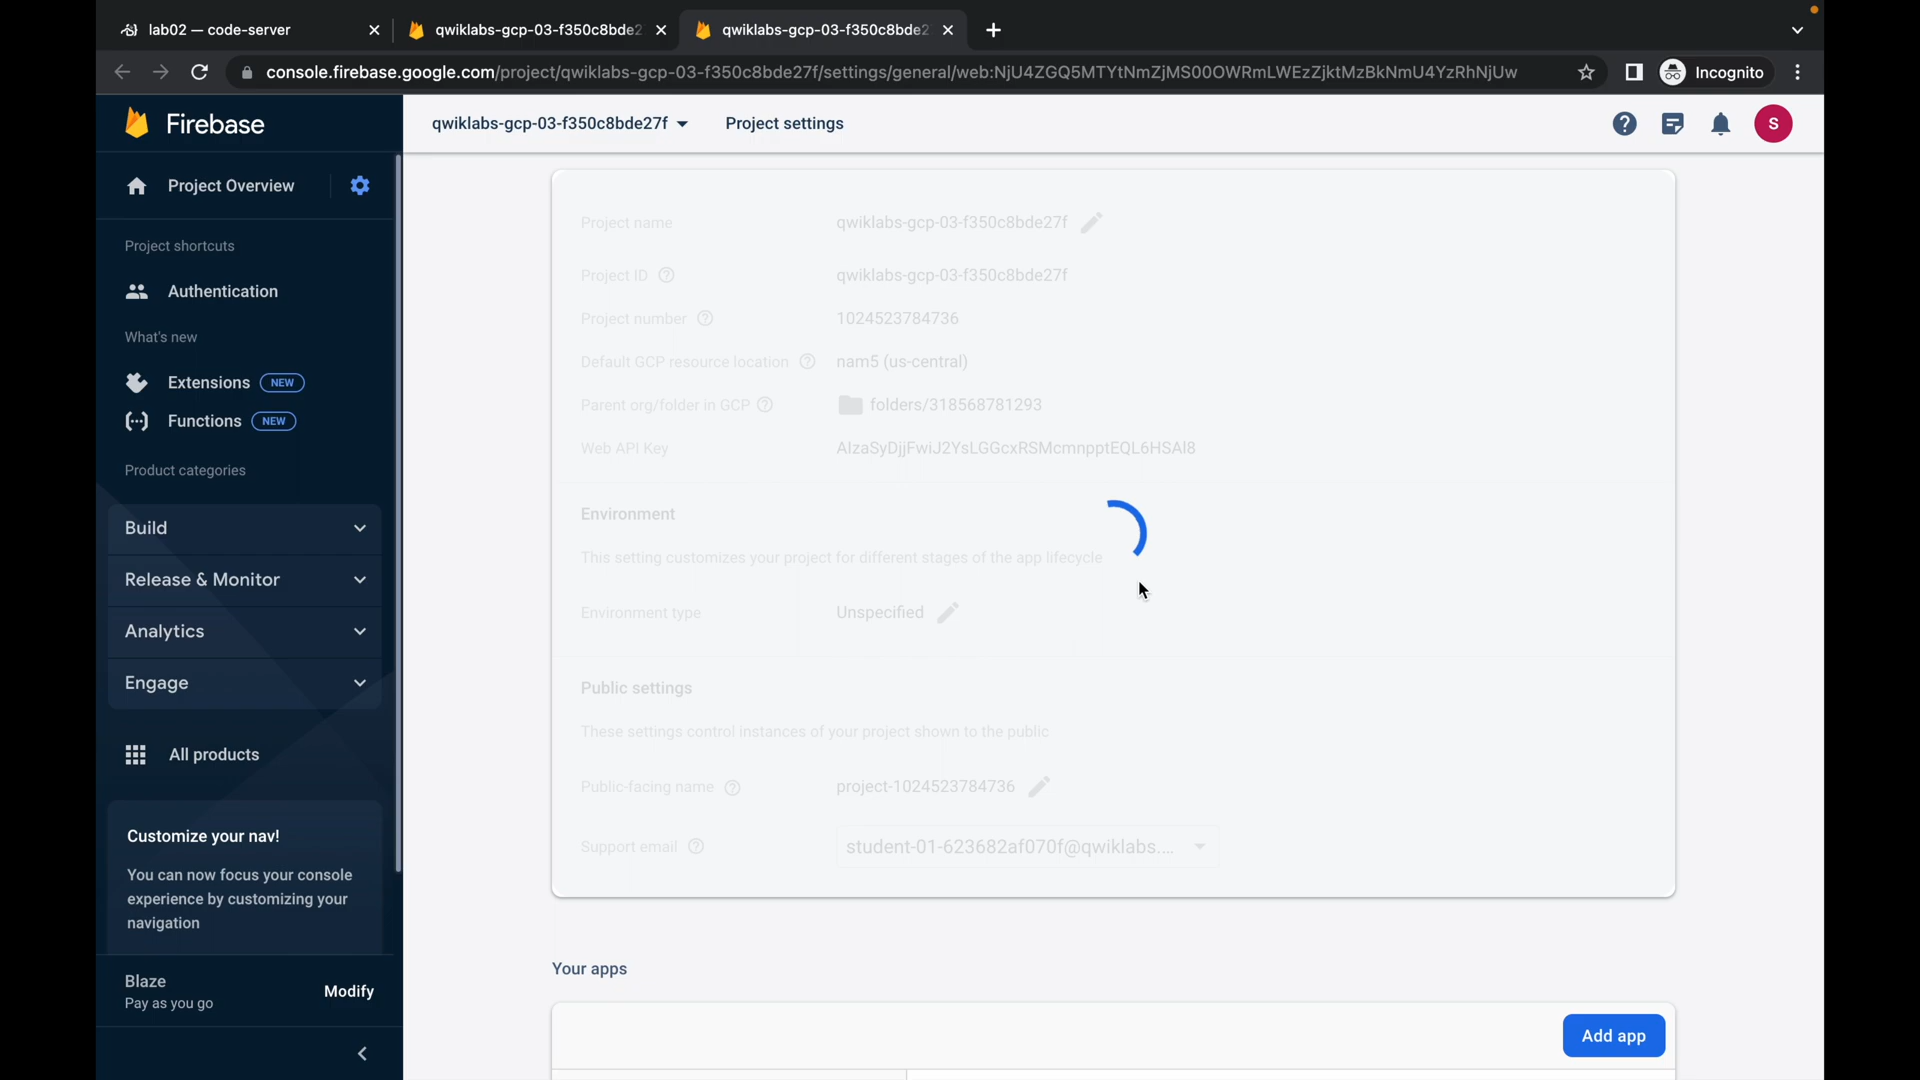 lab02 — code-server
qwiklabs-gcp-03-f350c8bde2
qwiklabs-gcp-03-f350c8bde2
console.firebase.google.com/project/qwiklabs-gcp-03-f350c8bde27f/settings/general/web:NjU4ZGQ5MTYtNmZjMS00OWRmLWEzZjktMzBkNmU4YzRhNjUw
Incognito
Firebase
qwiklabs-gcp-03-f350c8bde27f
Project settings
S
Project Overview
Project shortcuts
Authentication
What's new
Extensions NEW
Functions NEW
Product categories
Build
Release & Monitor
Analytics
Engage
All products
Customize your nav!
You can now focus your console
experience by customizing your
navigation
Blaze
Pay as you go
Modify
Project name qwiklabs-gcp-03-f350c8bde27f
Project ID qwiklabs-gcp-03-f350c8bde27f
Project number 1024523784736
Default GCP resource location nam5 (us-central)
Parent org/folder in GCP folders/318568781293
Web API Key AIzaSyDjjFwiJ2YsLGGcxRSMcmnpptEQL6HSAI8
Environment
This setting customizes your project for different stages of the app lifecycle
Environment type Unspecified
Public settings
These settings control instances of your project shown to the public
Public-facing name project-1024523784736
Support email student-01-623682af070f@qwiklabs....
Your apps
Add app